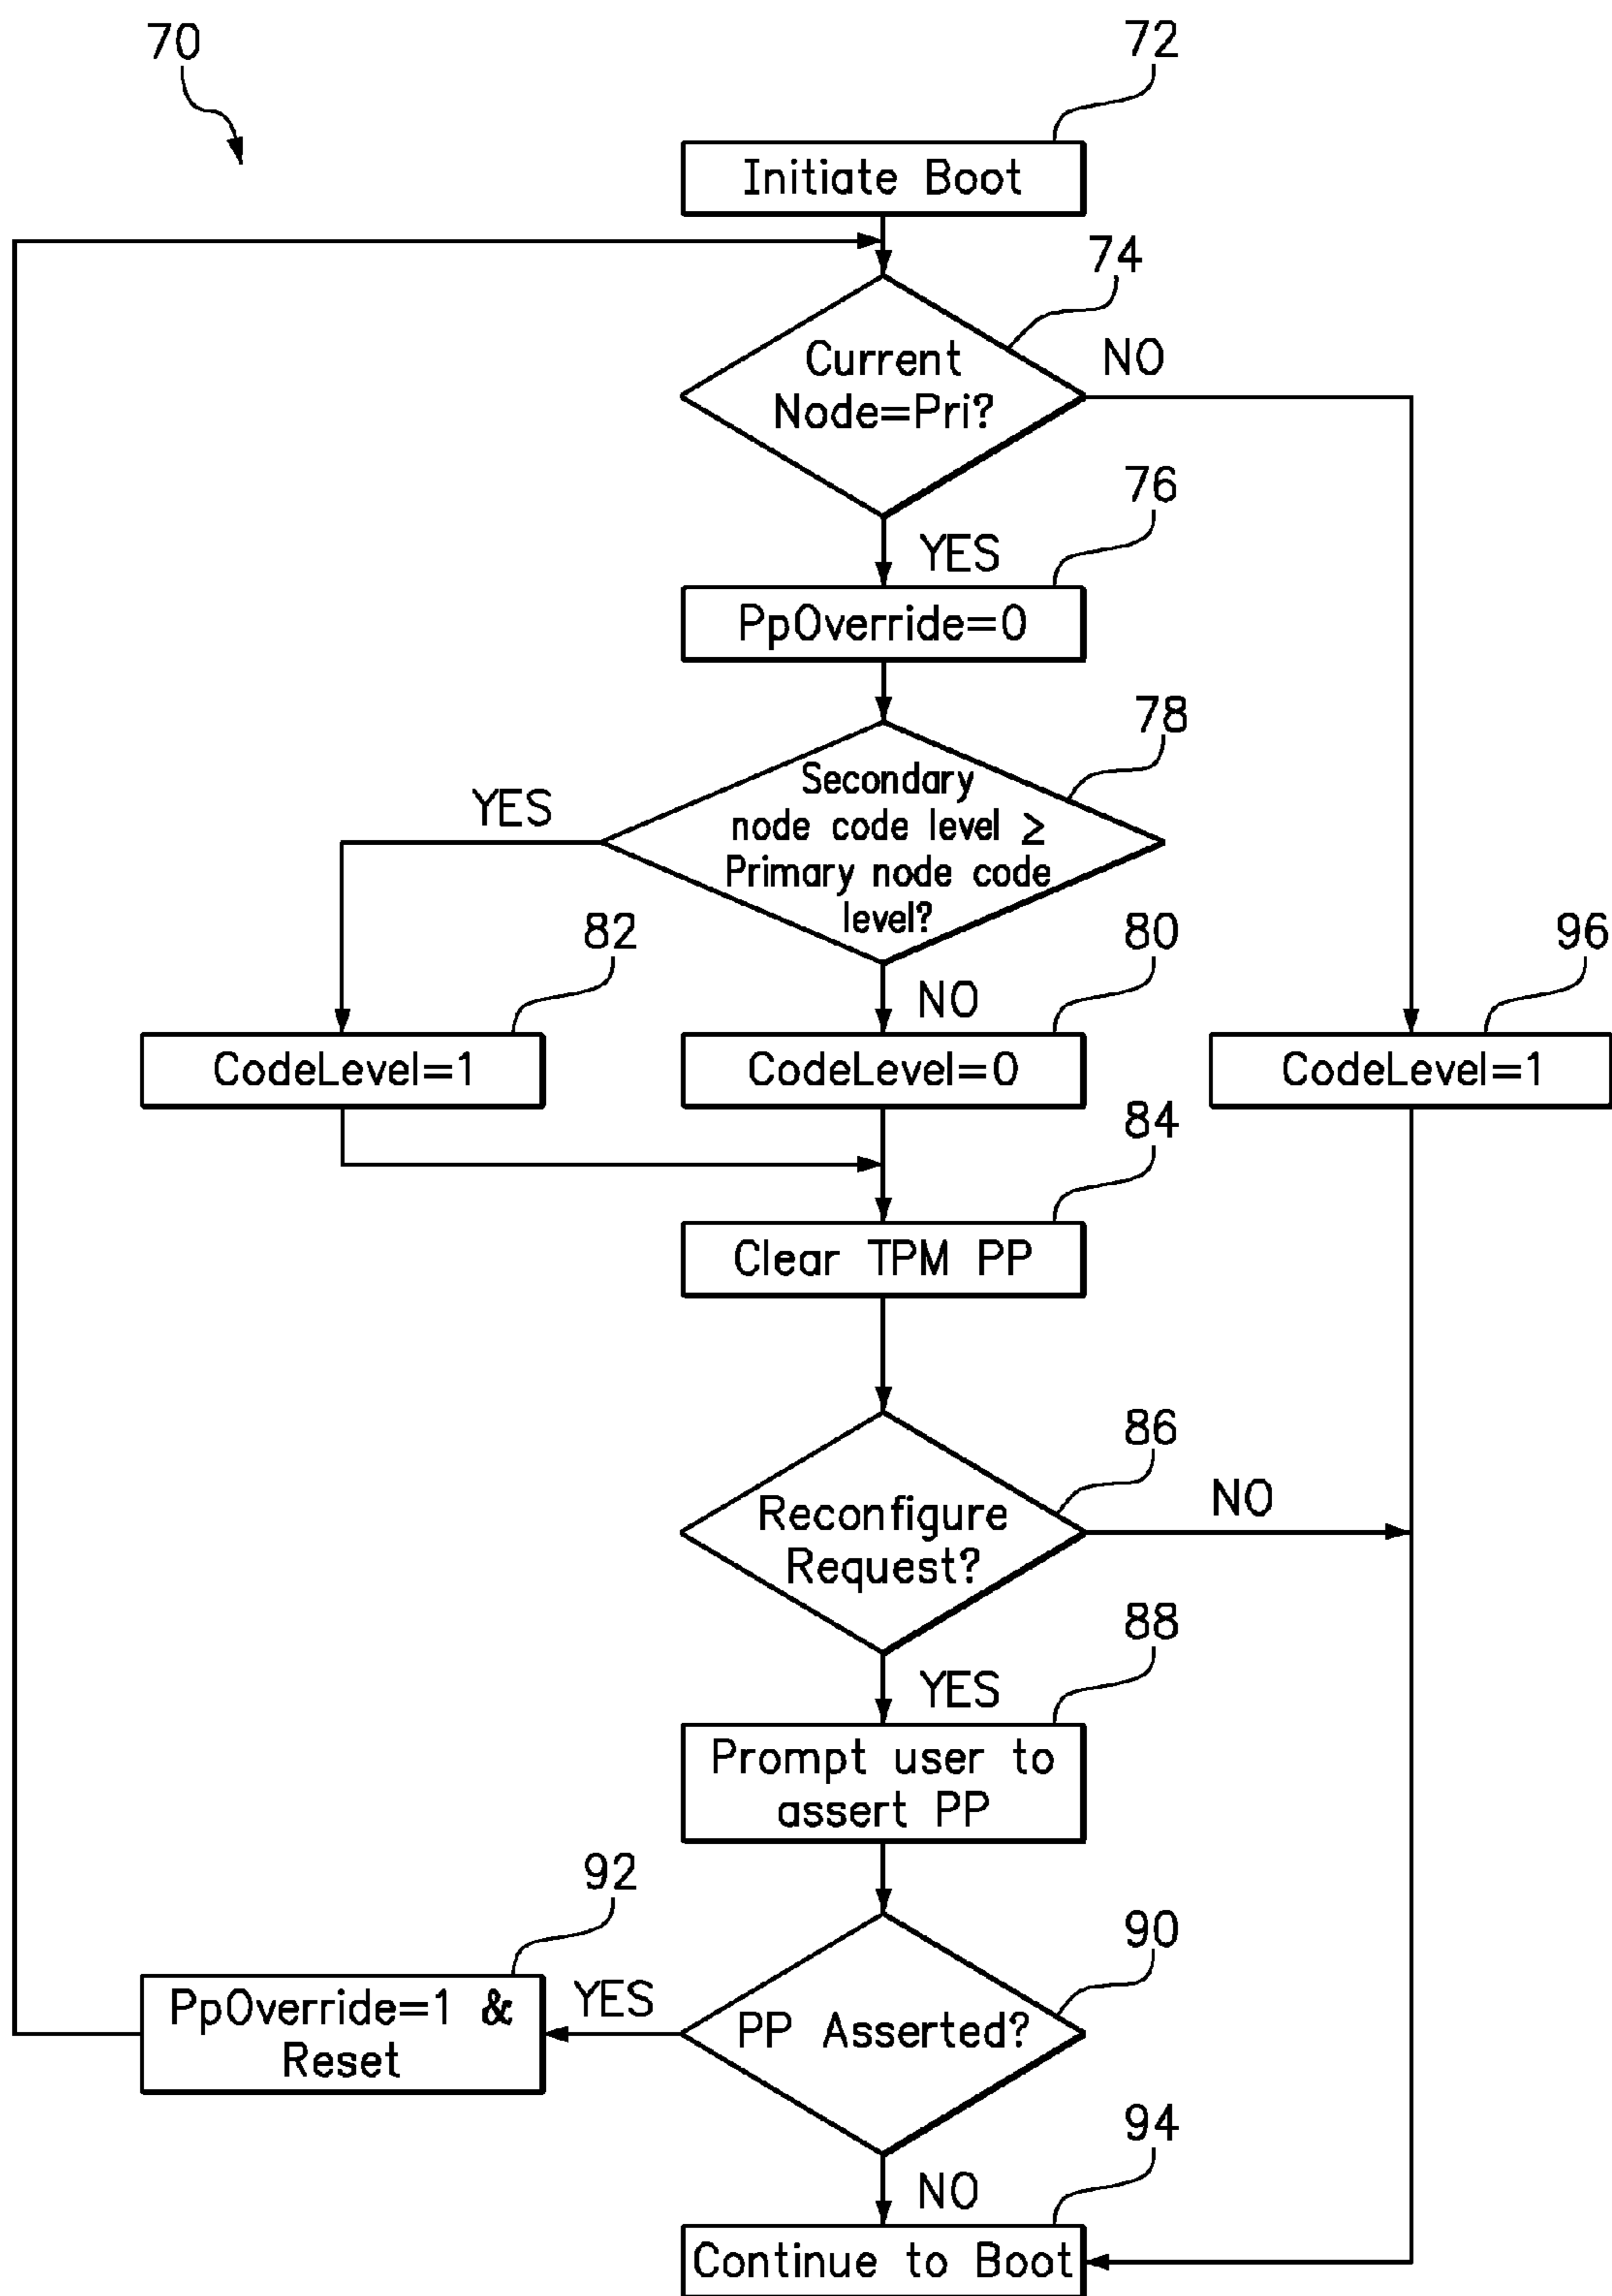 70
72
Initiate Boot
74
Current
Node=Pri?
NO
76
YES
PpOverride=0
78
Secondary
node code level ≥
Primary node code
level?
YES
82
80
96
NO
CodeLevel=1
CodeLevel=0
CodeLevel=1
84
Clear TPM PP
86
Reconfigure
Request?
NO
88
YES
Prompt user to
assert PP
92
90
PpOverride=1 &
Reset
YES
PP Asserted?
94
NO
Continue to Boot